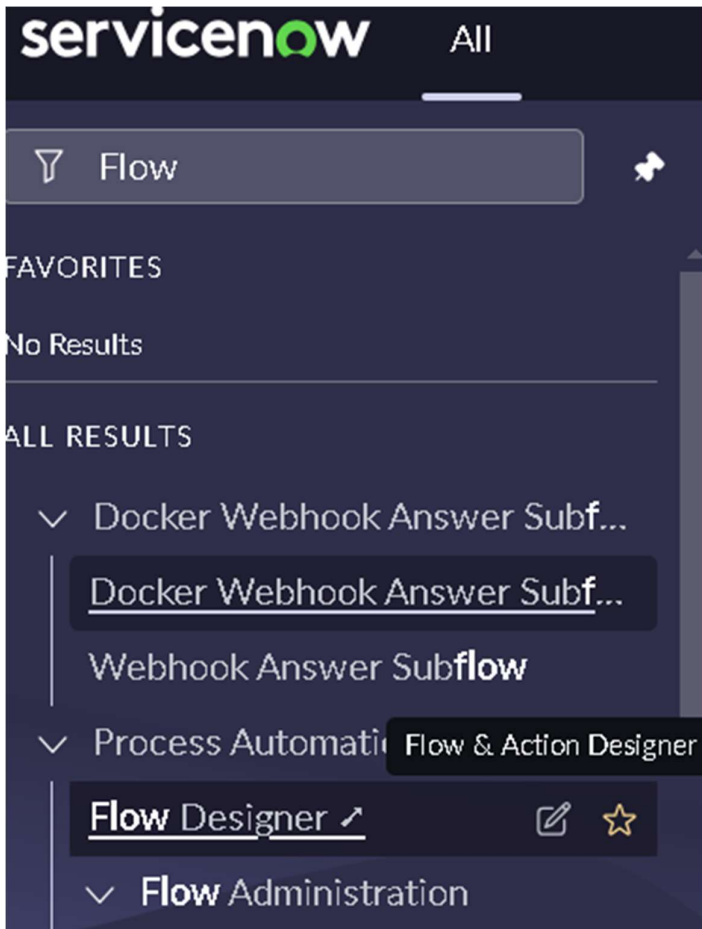 servicenow All
Flow
FAVORITES
No Results
ALL RESULTS
Docker Webhook Answer Subf...
Docker Webhook Answer Subf...
Webhook Answer Subflow
Process Automati
Flow & Action Designer
Flow Designer
Flow Administration